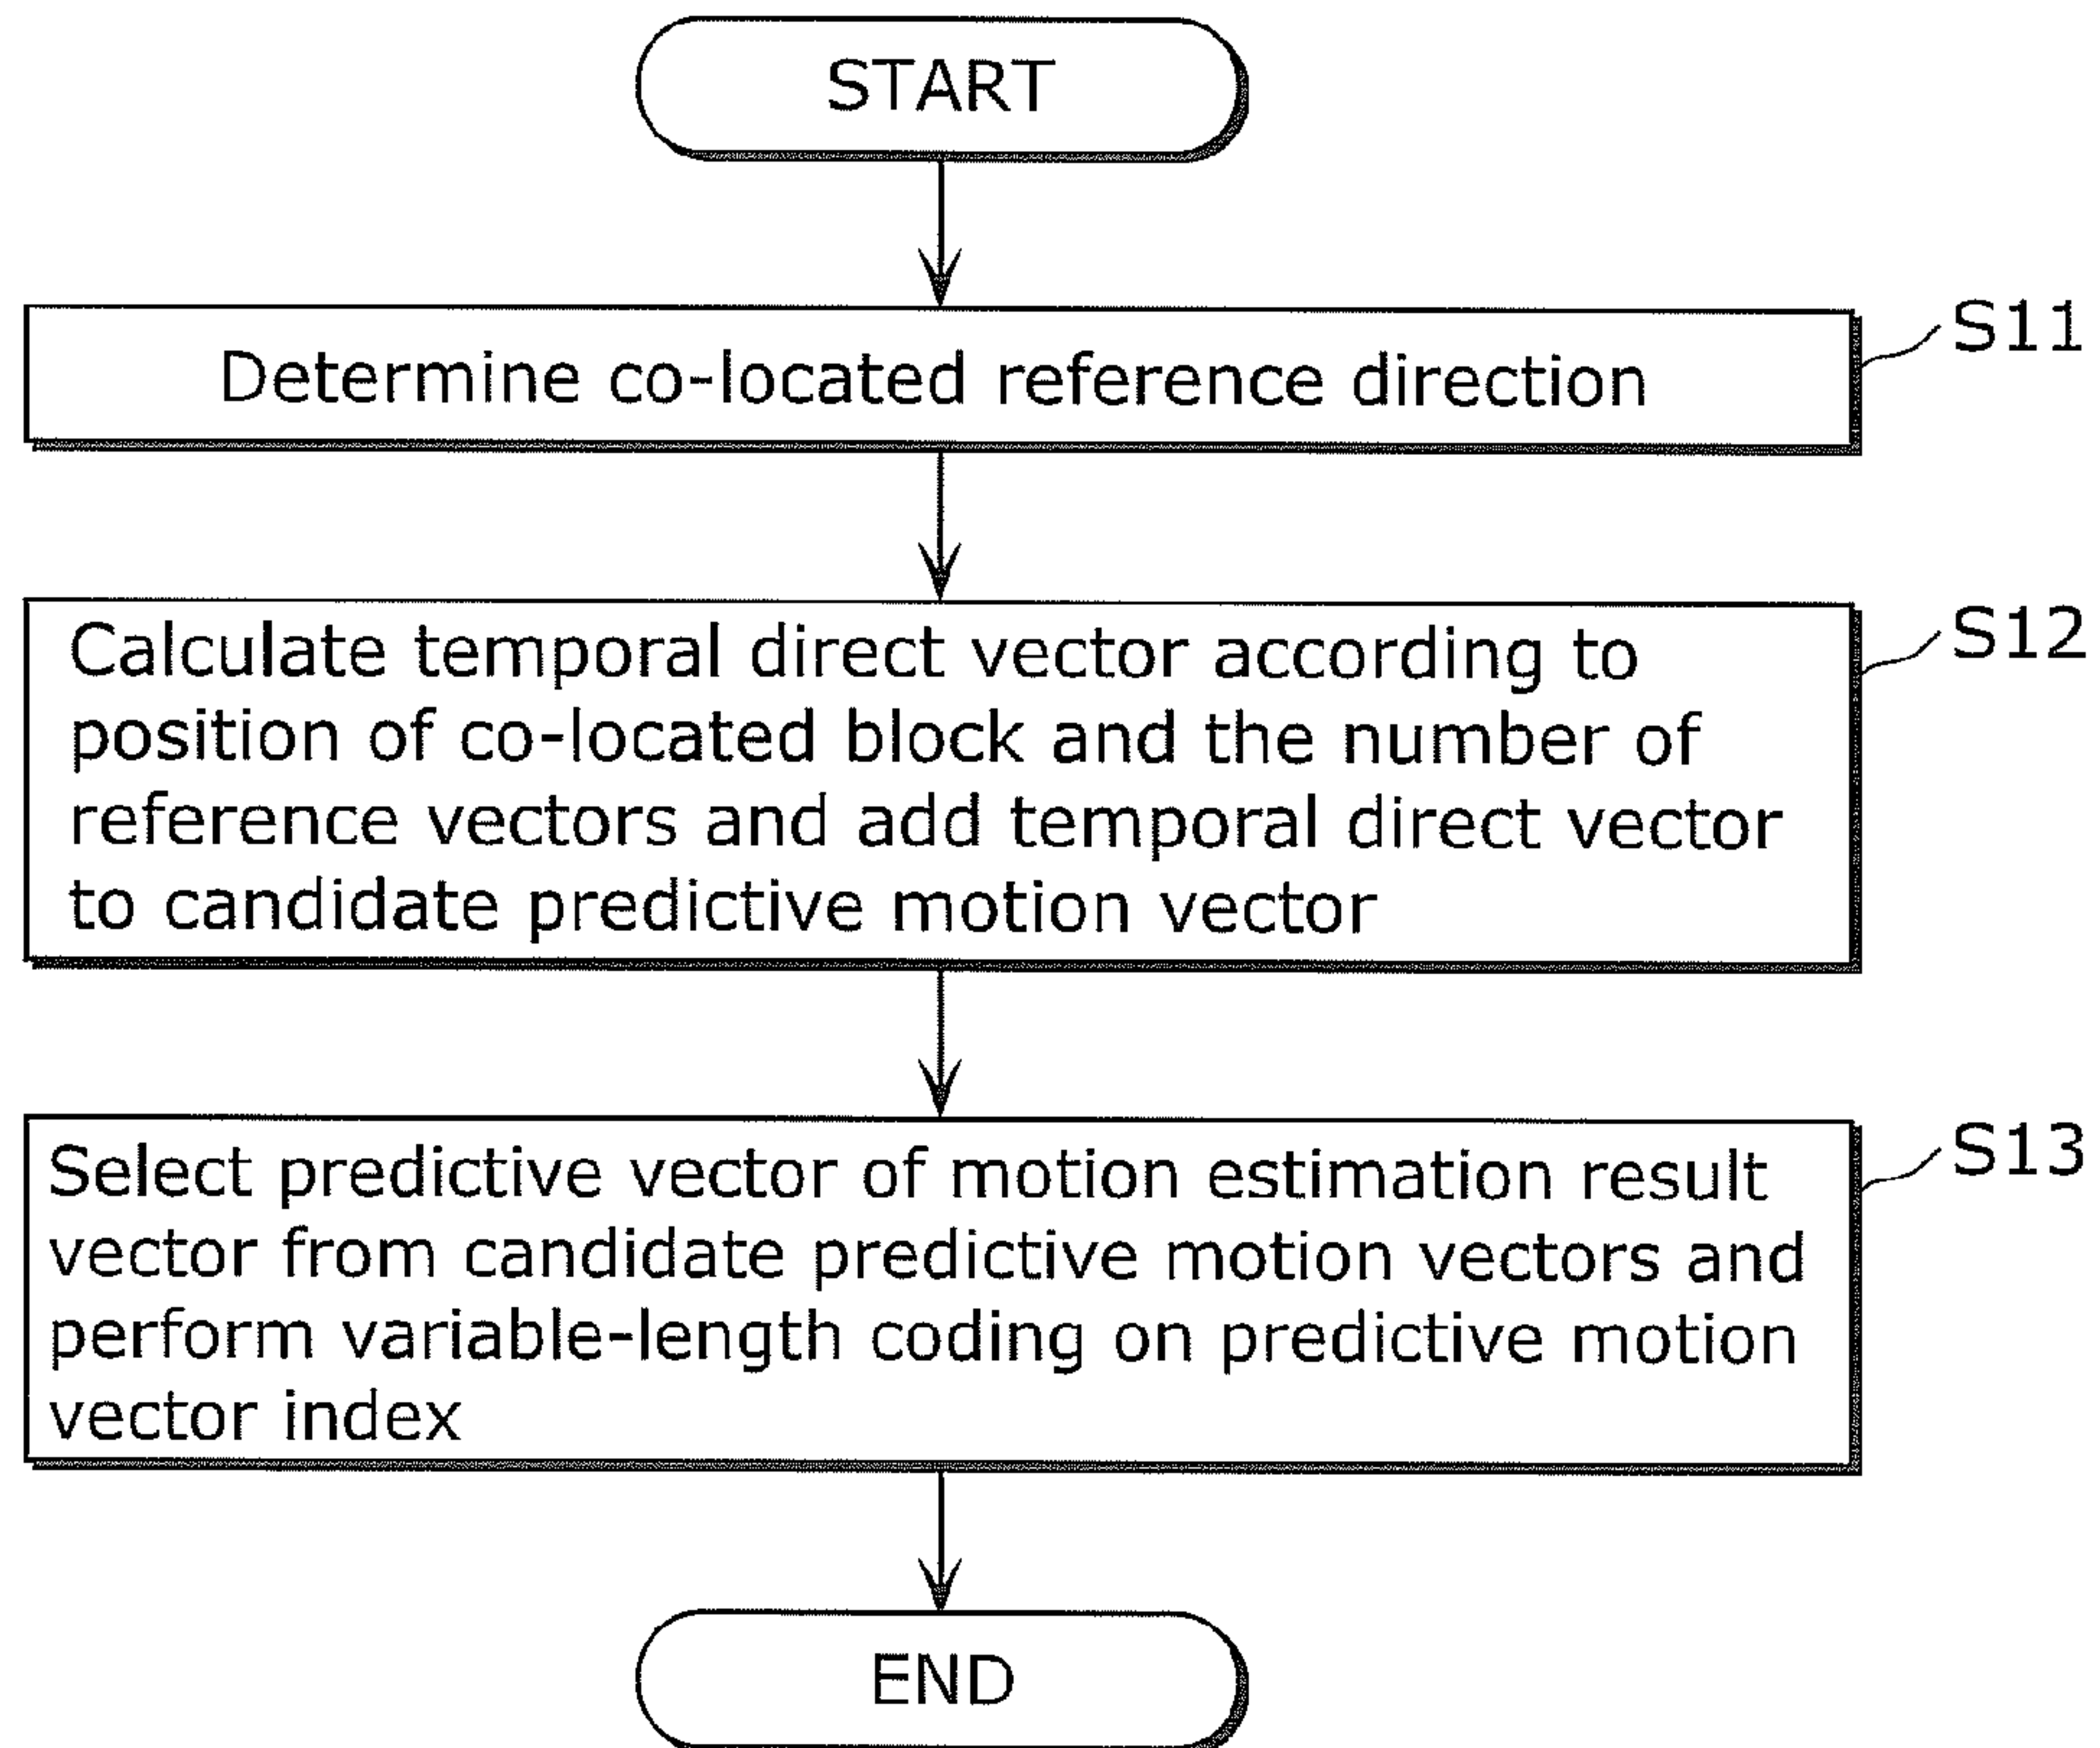 START
Determine co-located reference direction
S11
Calculate temporal direct vector according to
position of co-located block and the number of
reference vectors and add temporal direct vector
to candidate predictive motion vector
S12
Select predictive vector of motion estimation result
vector from candidate predictive motion vectors and
perform variable-length coding on predictive motion
vector index
S13
END